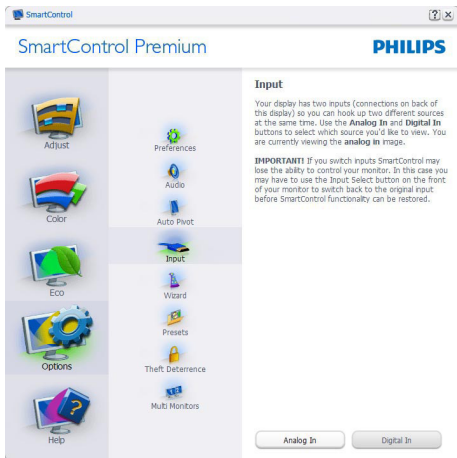 SmartControl
SmartControl Premium
PHILIPS
Adjust
Color
Eco
Options
Help
Preferences
Audio
Auto Pivot
Input
Wizard
Presets
Theft Deterrence
Multi Monitors
Input
Your display has two inputs (connections on back of
this display) so you can hook up two different sources
at the same time. Use the Analog In and Digital In
buttons to select which source you'd like to view. You
are currently viewing the analog in image.
IMPORTANT! If you switch inputs SmartControl may
lose the ability to control your monitor. In this case you
may have to use the Input Select button on the front
of your monitor to switch back to the original input
before SmartControl functionality can be restored.
Analog In
Digital In